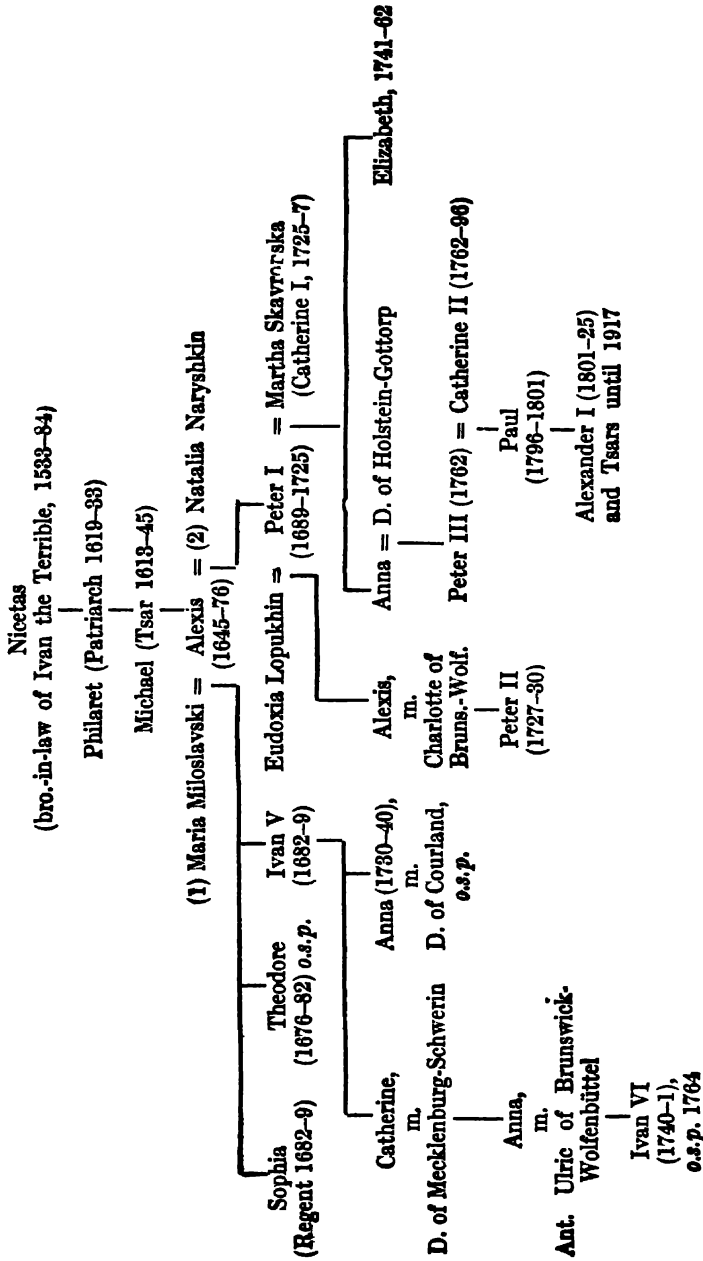 Nicetas
(bro.-in-law of Ivan the Terrible, 1533–84)
Philaret (Patriarch 1619–33)
Michael (Tsar 1613–45)
(1) Maria Miloslavski = Alexis = (2) Natalia Naryshkin
(1645–76)
Sophia
(Regent 1682–9)
Theodore
(1676–82) o.s.p.
Ivan V
(1682–9)
Eudoxia Lopukhin = Peter I = Martha Skavronska
(1689–1725) (Catherine I, 1725–7)
Catherine,
m.
D. of Mecklenburg-Schwerin
Anna (1730–40),
m.
D. of Courland,
o.s.p.
Alexis,
m.
Charlotte of
Bruns.-Wolf.
Anna = D. of Holstein-Gottorp
Elizabeth, 1741–62
Anna,
m.
Ant. Ulric of Brunswick-
Wolfenbüttel
Peter II
(1727–30)
Peter III (1762) = Catherine II (1762–96)
Ivan VI
(1740–1),
o.s.p. 1764
Paul
(1796–1801)
Alexander I (1801–25)
and Tsars until 1917